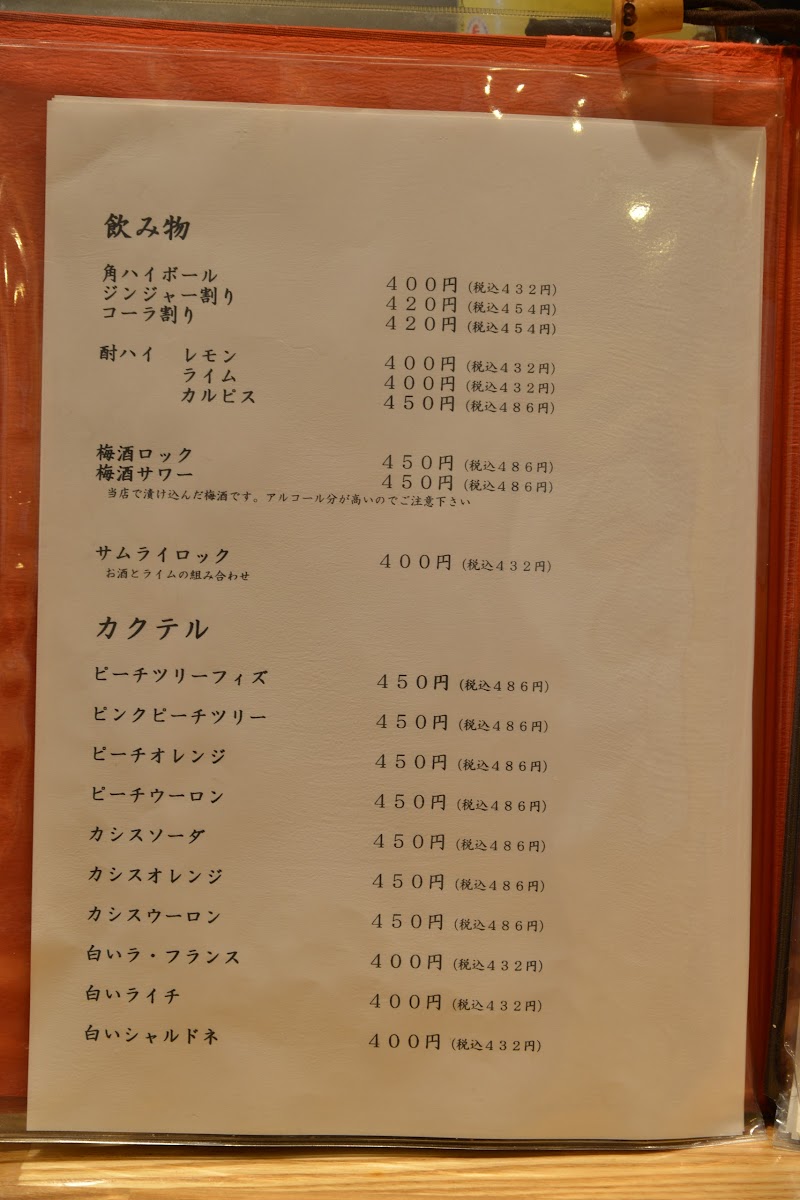 飲み物
角ハイボール 400円 (税込432円)
ジンジャー割り 420円 (税込454円)
コーラ割り 420円 (税込454円)
酎ハイ レモン 400円 (税込432円)
ライム 400円 (税込432円)
カルピス 450円 (税込486円)
梅酒ロック 450円 (税込486円)
梅酒サワー 450円 (税込486円)
当店で漬け込んだ梅酒です。アルコール分が高いのでご注意下さい
サムライロック 400円 (税込432円)
お酒とライムの組み合わせ
カクテル
ピーチツリーフィズ 450円 (税込486円)
ピンクピーチツリー 450円 (税込486円)
ピーチオレンジ 450円 (税込486円)
ピーチウーロン 450円 (税込486円)
カシスソーダ 450円 (税込486円)
カシスオレンジ 450円 (税込486円)
カシスウーロン 450円 (税込486円)
白いラ・フランス 400円 (税込432円)
白いライチ 400円 (税込432円)
白いシャルドネ 400円 (税込432円)